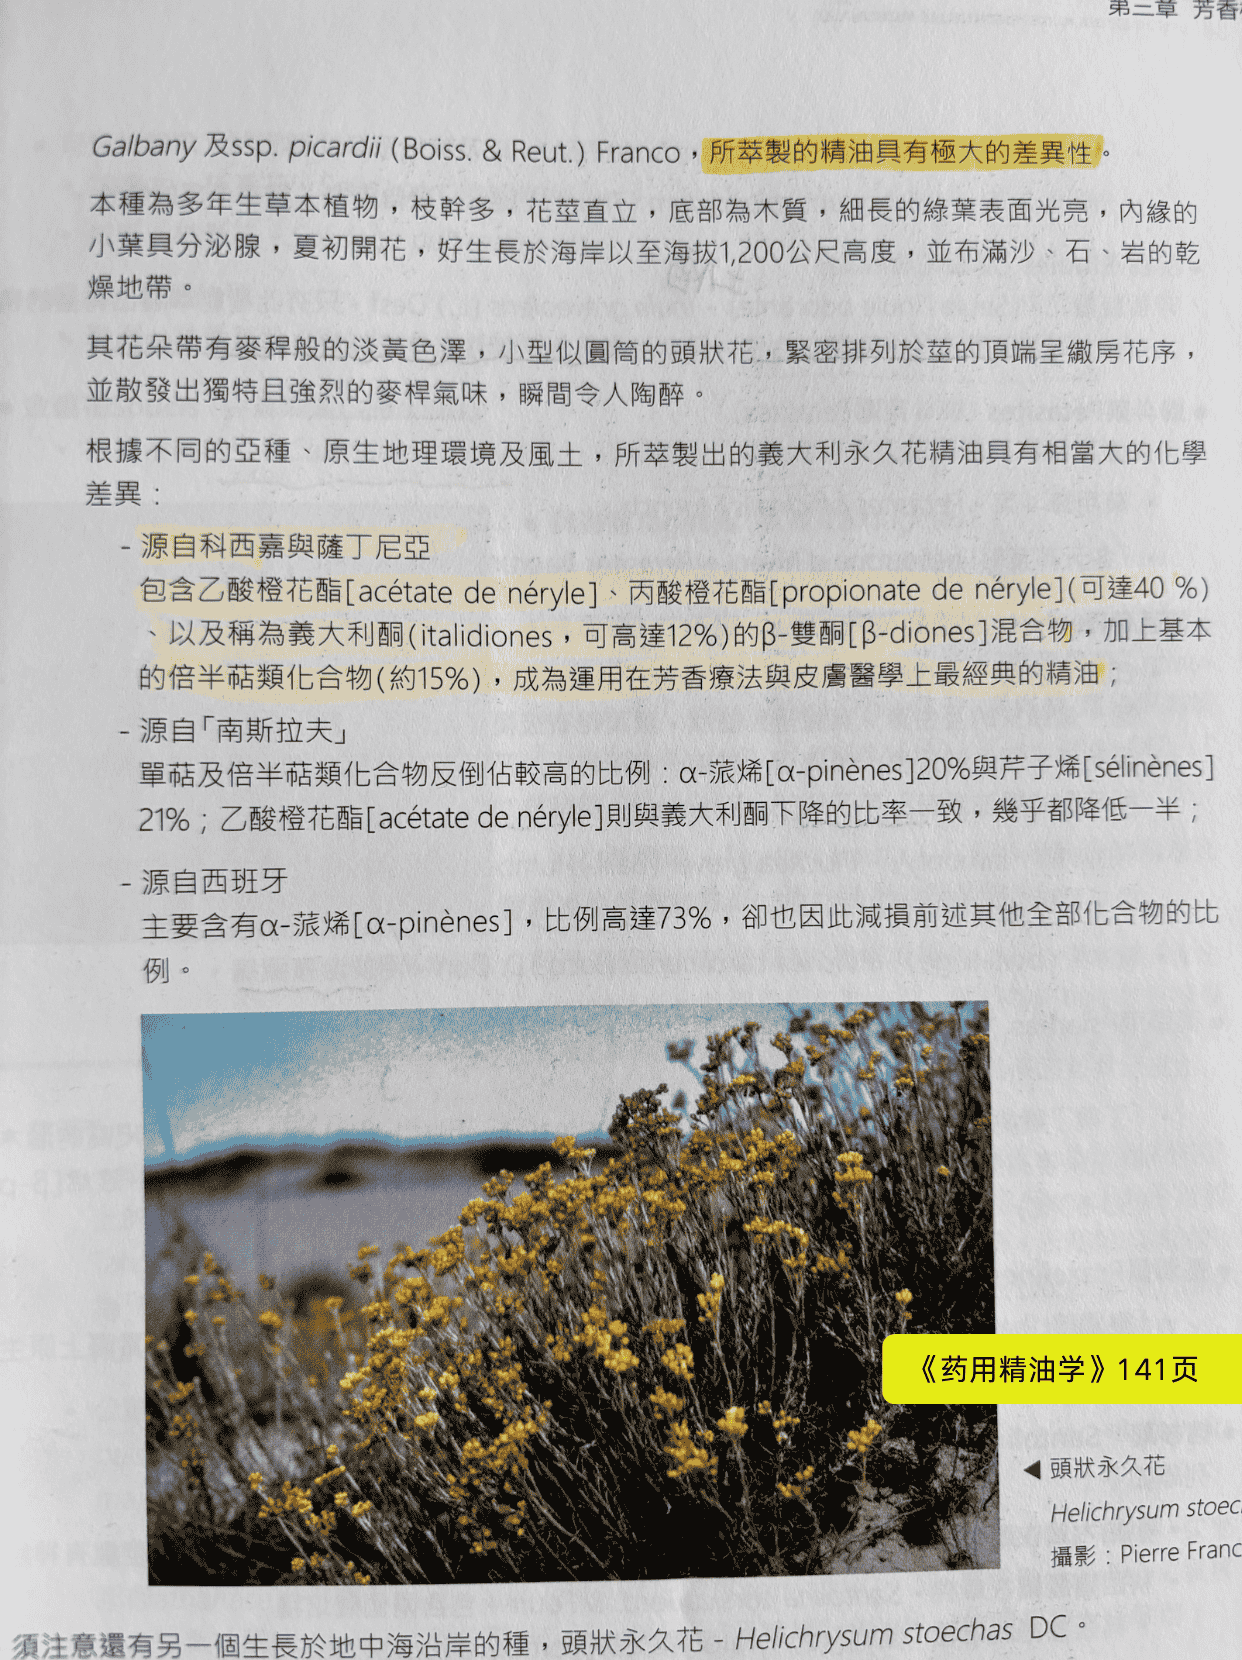 第三章 芳香
Galbany 及ssp. picardii (Boiss. & Reut.) Franco，所萃製的精油具有極大的差異性。
本種為多年生草本植物，枝幹多，花莖直立，底部為木質，細長的綠葉表面光亮，內緣的
小葉具分泌腺，夏初開花，好生長於海岸以至海拔1,200公尺高度，並布滿沙、石、岩的乾
燥地帶。
其花朵帶有麥稈般的淡黃色澤，小型似圓筒的頭狀花，緊密排列於莖的頂端呈繖房花序，
並散發出獨特且強烈的麥桿氣味，瞬間令人陶醉。
根據不同的亞種、原生地理環境及風土，所萃製出的義大利永久花精油具有相當大的化學
差異：
- 源自科西嘉與薩丁尼亞
包含乙酸橙花酯[acétate de néryle]、丙酸橙花酯[propionate de néryle](可達40 %)
、以及稱為義大利酮(italidiones，可高達12%)的β-雙酮[β-diones]混合物，加上基本
的倍半萜類化合物(約15%)，成為運用在芳香療法與皮膚醫學上最經典的精油；
- 源自「南斯拉夫」
單萜及倍半萜類化合物反倒佔較高的比例：α-蒎烯[α-pinènes]20%與芹子烯[sélinènes]
21%；乙酸橙花酯[acétate de néryle]則與義大利酮下降的比率一致，幾乎都降低一半；
- 源自西班牙
主要含有α-蒎烯[α-pinènes]，比例高達73%，卻也因此減損前述其他全部化合物的比
例。
《药用精油学》141页
◀ 頭狀永久花
Helichrysum stoec
攝影：Pierre Franc
須注意還有另一個生長於地中海沿岸的種，頭狀永久花 - Helichrysum stoechas DC。